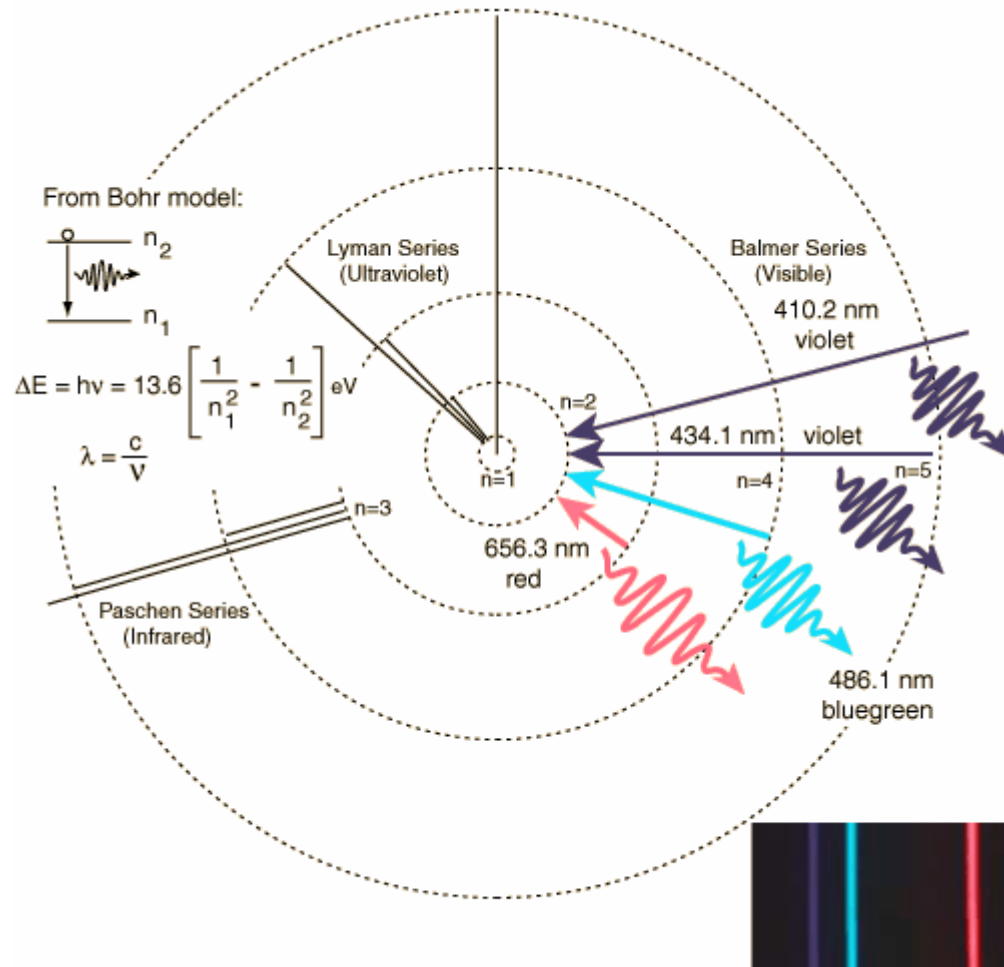 From Bohr model:
n2
n1
ΔE = hν = 13.6 [ 1/n1² - 1/n2² ] eV
λ = c/ν
Lyman Series
(Ultraviolet)
Balmer Series
(Visible)
410.2 nm
violet
n=2
434.1 nm violet
n=1
n=4
n=5
n=3
656.3 nm
red
Paschen Series
(Infrared)
486.1 nm
bluegreen